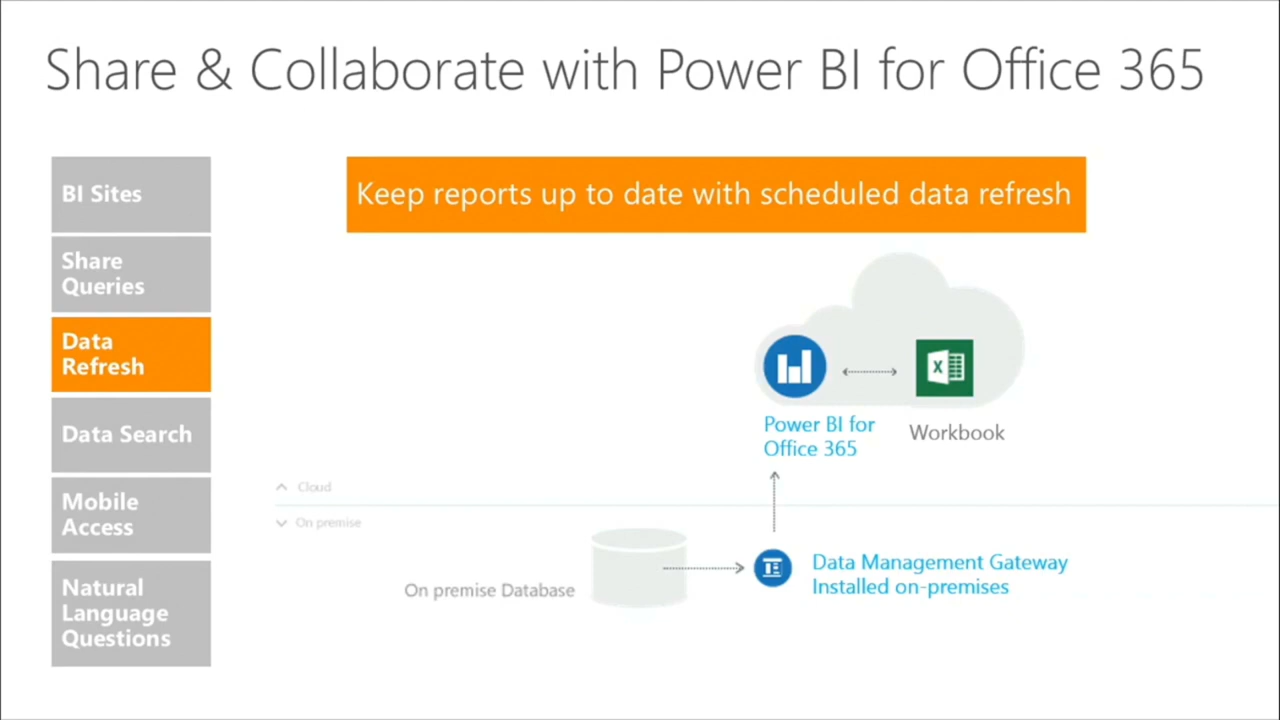 Share & Collaborate with Power BI for Office 365
BI Sites
Share
Queries
Data
Refresh
Data Search
Mobile
Access
Natural
Language
Questions
Keep reports up to date with scheduled data refresh
X
Power BI for
Office 365
Workbook
Cloud
On premise
On premise Database
Data Management Gateway
Installed on-premises